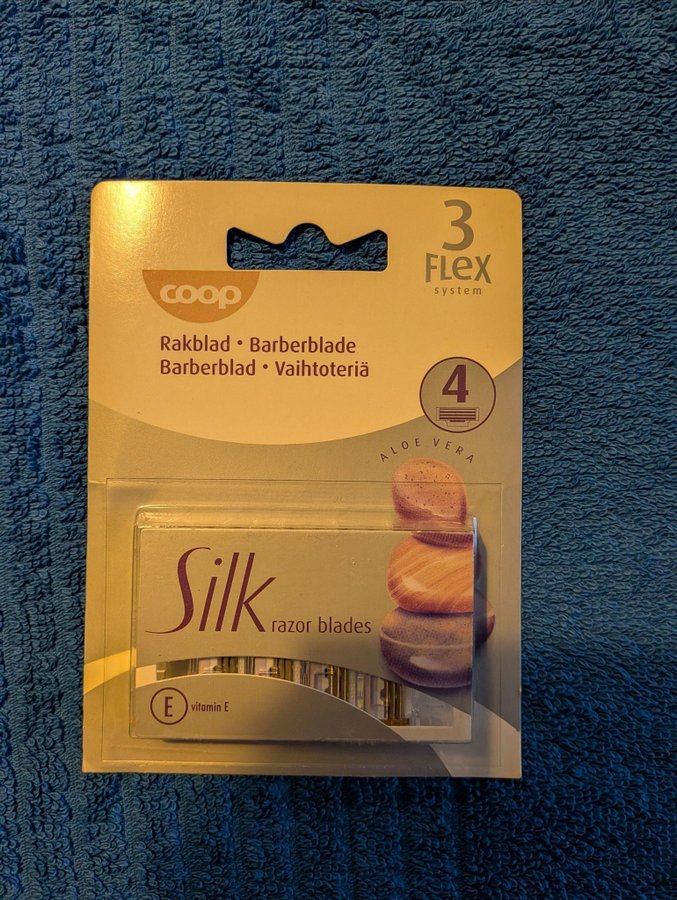 3
FLeX
system
coop
Rakblad • Barberblade
Barberblad • Vaihtoteriä
4
ALOE VERA
Silk
razor blades
E
vitamin E